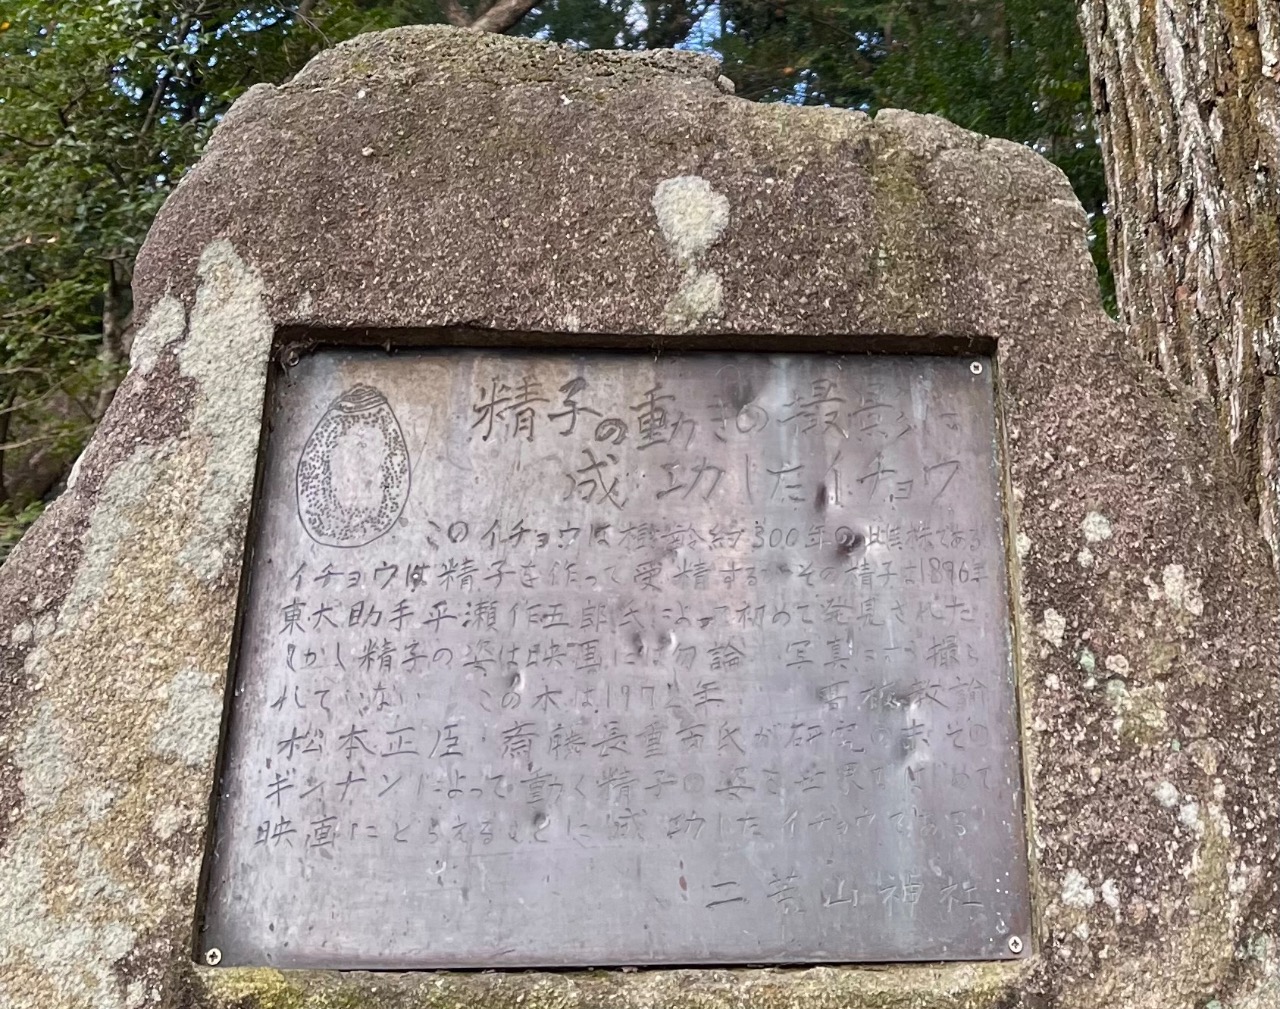 精子の動きの撮影に
成功したイチョウ
このイチョウは樹齢約300年の雌株である
イチョウは精子を作って受精するが その精子は1896年
東大助手平瀬作五郎氏によって初めて発見された
しかし精子の姿は映画には勿論 写真にすら撮ら
れていない この木は197 年 高校教諭
松本正 ・斎藤長重両氏が研究の末 その
ギンナンによって動く精子の姿を世界ではじめて
映画にとらえることに成功したイチョウである
二荒山神社